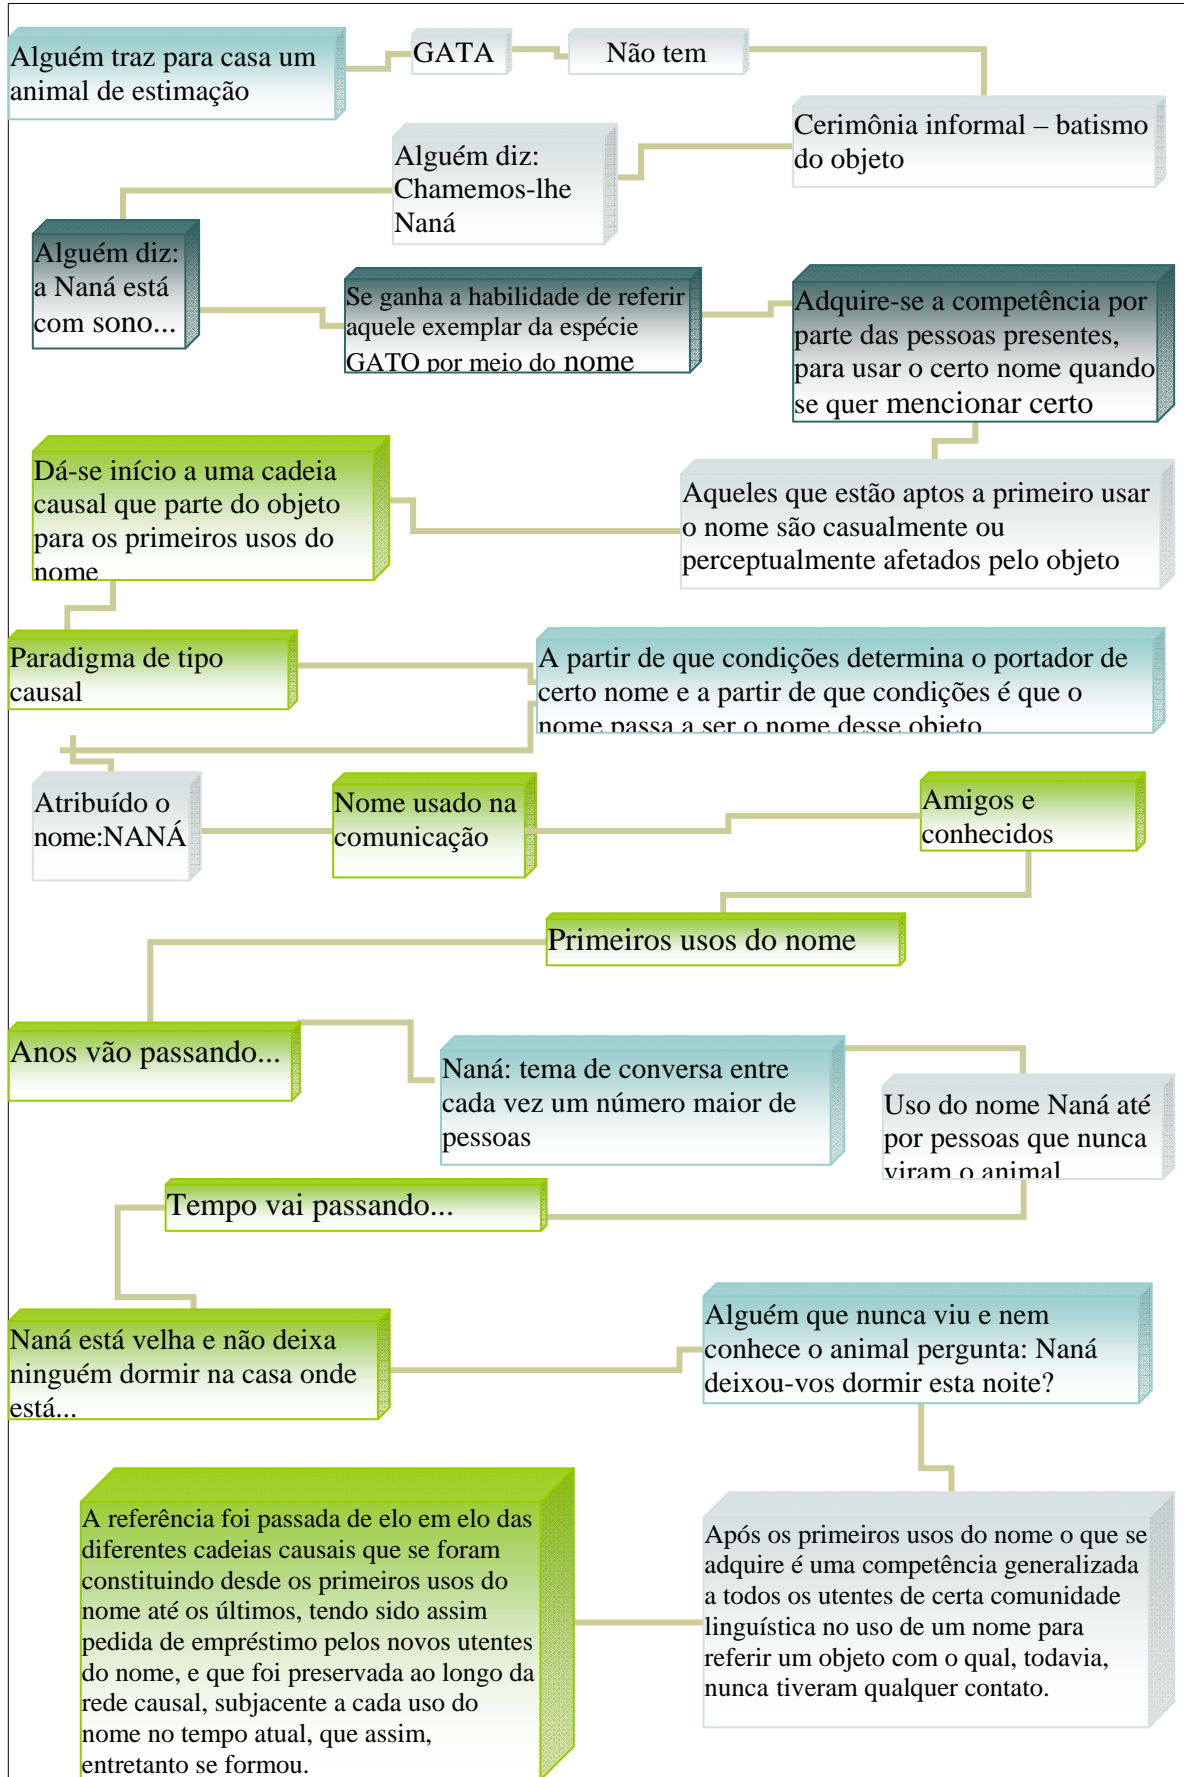 Alguém traz para casa um
animal de estimação
GATA
Não tem
Cerimônia informal – batismo
do objeto
Alguém diz:
Chamemos-lhe
Naná
Alguém diz:
a Naná está
com sono...
Se ganha a habilidade de referir
aquele exemplar da espécie
GATO por meio do nome
Adquire-se a competência por
parte das pessoas presentes,
para usar o certo nome quando
se quer mencionar certo
Aqueles que estão aptos a primeiro usar
o nome são casualmente ou
perceptualmente afetados pelo objeto
Dá-se início a uma cadeia
causal que parte do objeto
para os primeiros usos do
nome
Paradigma de tipo
causal
A partir de que condições determina o portador de
certo nome e a partir de que condições é que o
nome passa a ser o nome desse objeto
Atribuído o
nome:NANÁ
Nome usado na
comunicação
Amigos e
conhecidos
Primeiros usos do nome
Anos vão passando...
Naná: tema de conversa entre
cada vez um número maior de
pessoas
Uso do nome Naná até
por pessoas que nunca
viram o animal
Tempo vai passando...
Naná está velha e não deixa
ninguém dormir na casa onde
está...
Alguém que nunca viu e nem
conhece o animal pergunta: Naná
deixou-vos dormir esta noite?
Após os primeiros usos do nome o que se
adquire é uma competência generalizada
a todos os utentes de certa comunidade
linguística no uso de um nome para
referir um objeto com o qual, todavia,
nunca tiveram qualquer contato.
A referência foi passada de elo em elo das
diferentes cadeias causais que se foram
constituindo desde os primeiros usos do
nome até os últimos, tendo sido assim
pedida de empréstimo pelos novos utentes
do nome, e que foi preservada ao longo da
rede causal, subjacente a cada uso do
nome no tempo atual, que assim,
entretanto se formou.